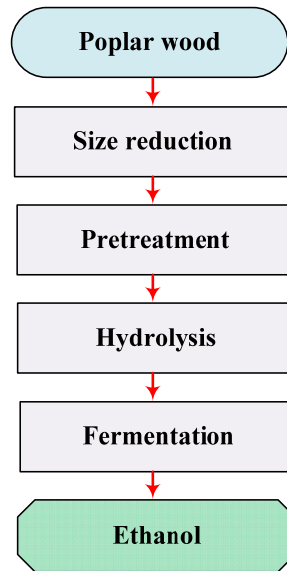 Poplar wood
Size reduction
Pretreatment
Hydrolysis
Fermentation
Ethanol